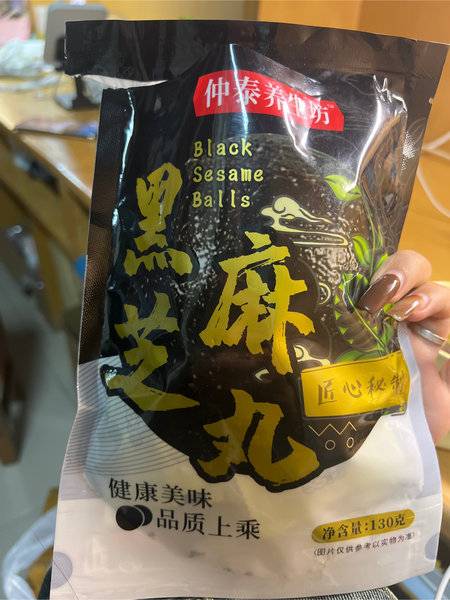 仲泰养生坊
Black
Sesame
Balls
黑芝
麻丸
匠心秘制
健康美味
品质上乘
净含量:130克
(图片仅供参考以实物为准)